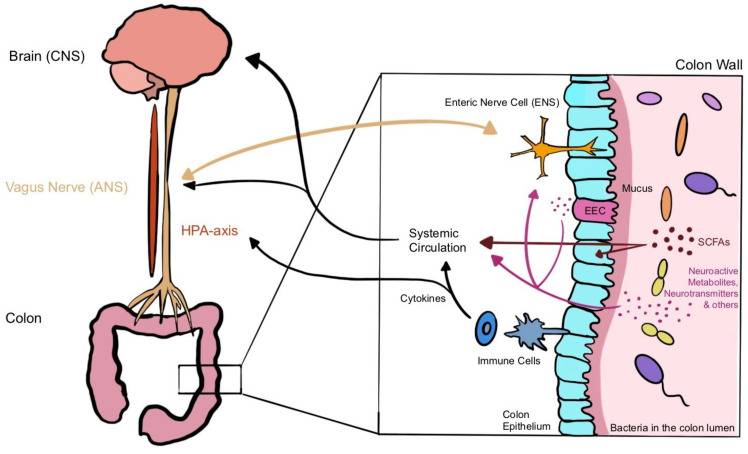 Brain (CNS)
Vagus Nerve (ANS)
HPA-axis
Colon
Colon Wall
Enteric Nerve Cell (ENS)
Mucus
EEC
Systemic
Circulation
SCFAs
Neuroactive
Metabolites,
Neurotransmitters
& others
Cytokines
Immune Cells
Colon
Epithelium
Bacteria in the colon lumen